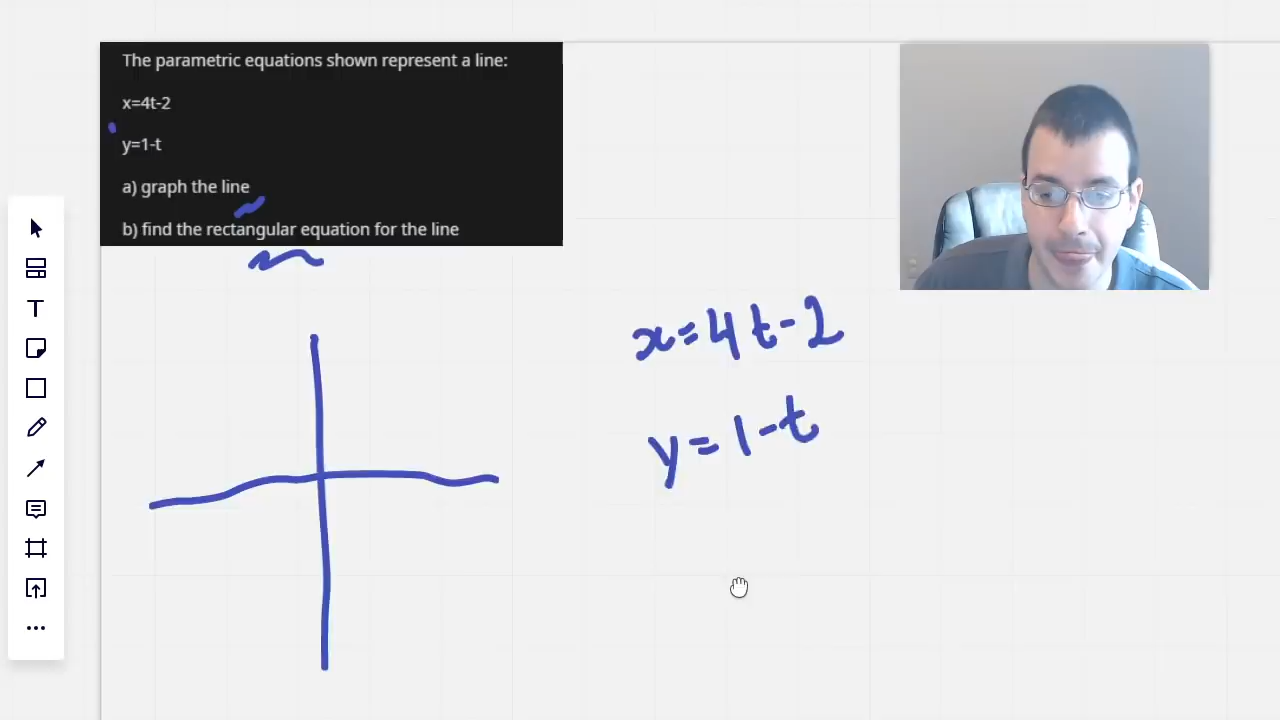 The parametric equations shown represent a line:
x=4t-2
y=1-t
a) graph the line
b) find the rectangular equation for the line
x=4t-2
y=1-t
T